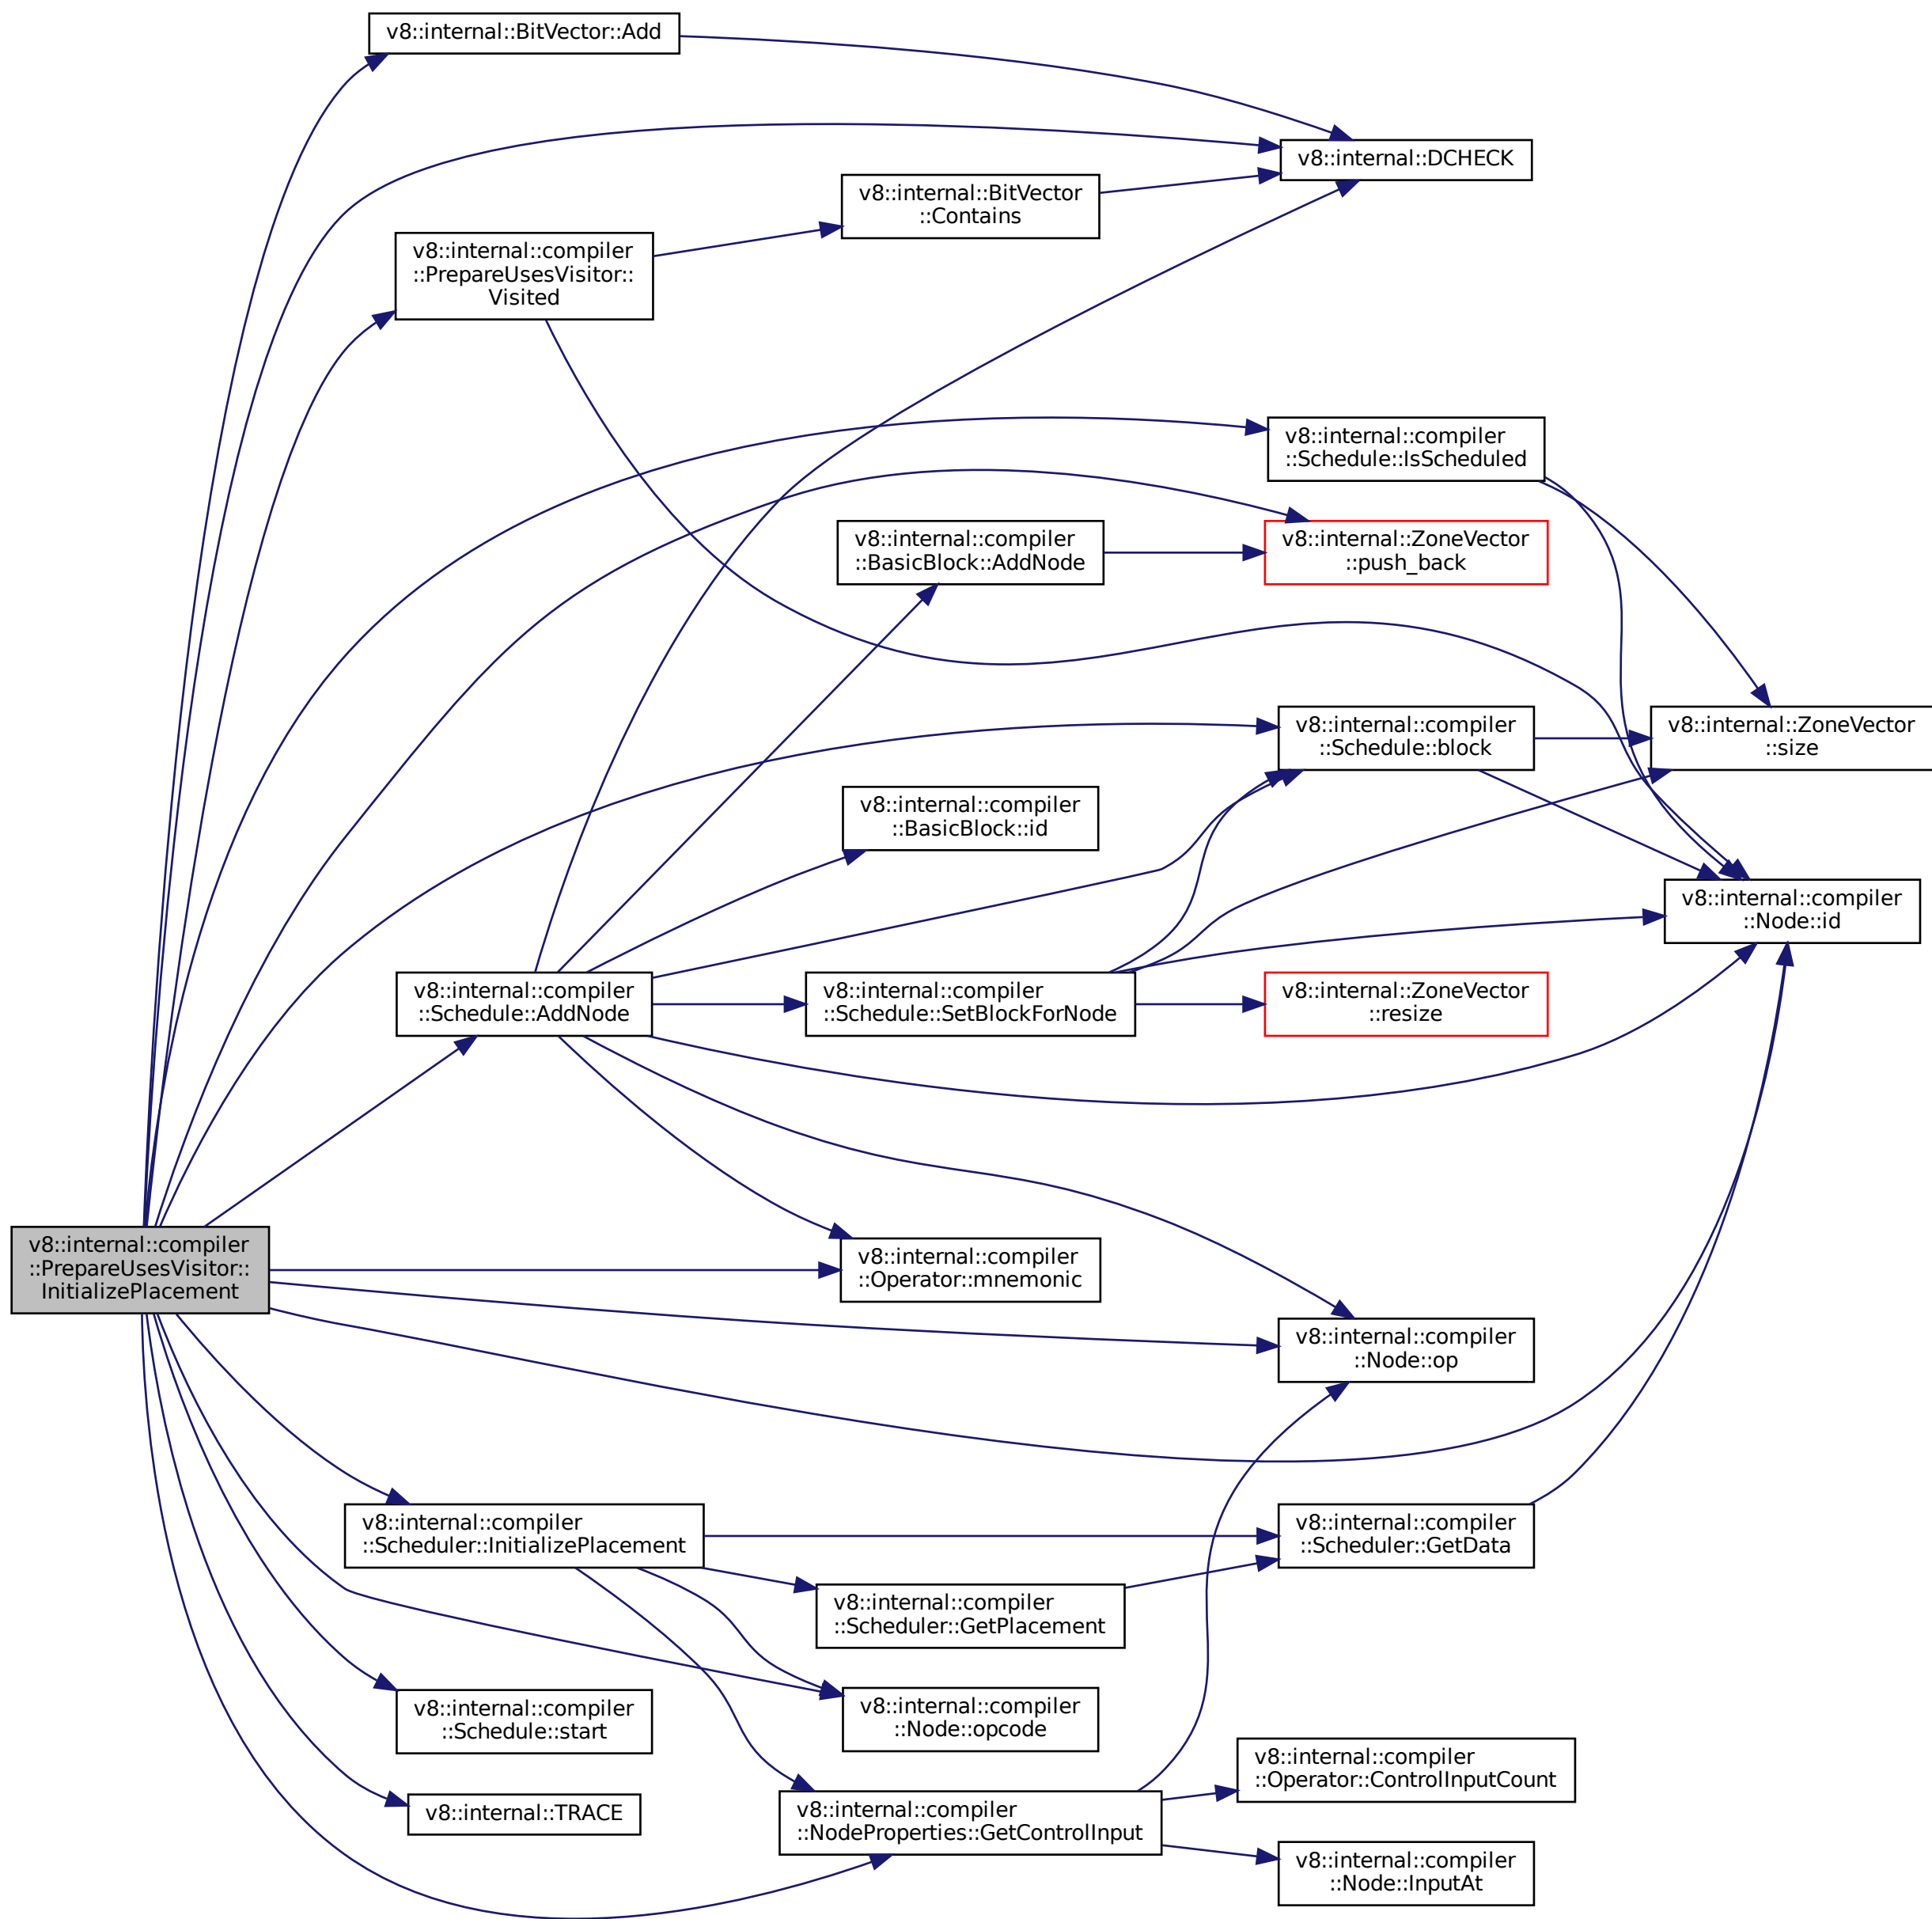 v8::internal::BitVector::Add
v8::internal::DCHECK
v8::internal::BitVector
::Contains
v8::internal::compiler
::PrepareUsesVisitor::
Visited
v8::internal::compiler
::Schedule::IsScheduled
v8::internal::compiler
::BasicBlock::AddNode
v8::internal::ZoneVector
::push_back
v8::internal::compiler
::Schedule::block
v8::internal::ZoneVector
::size
v8::internal::compiler
::BasicBlock::id
v8::internal::compiler
::Node::id
v8::internal::compiler
::Schedule::AddNode
v8::internal::compiler
::Schedule::SetBlockForNode
v8::internal::ZoneVector
::resize
v8::internal::compiler
::PrepareUsesVisitor::
InitializePlacement
v8::internal::compiler
::Operator::mnemonic
v8::internal::compiler
::Node::op
v8::internal::compiler
::Scheduler::InitializePlacement
v8::internal::compiler
::Scheduler::GetData
v8::internal::compiler
::Scheduler::GetPlacement
v8::internal::compiler
::Schedule::start
v8::internal::compiler
::Node::opcode
v8::internal::compiler
::Operator::ControlInputCount
v8::internal::TRACE
v8::internal::compiler
::NodeProperties::GetControlInput
v8::internal::compiler
::Node::InputAt